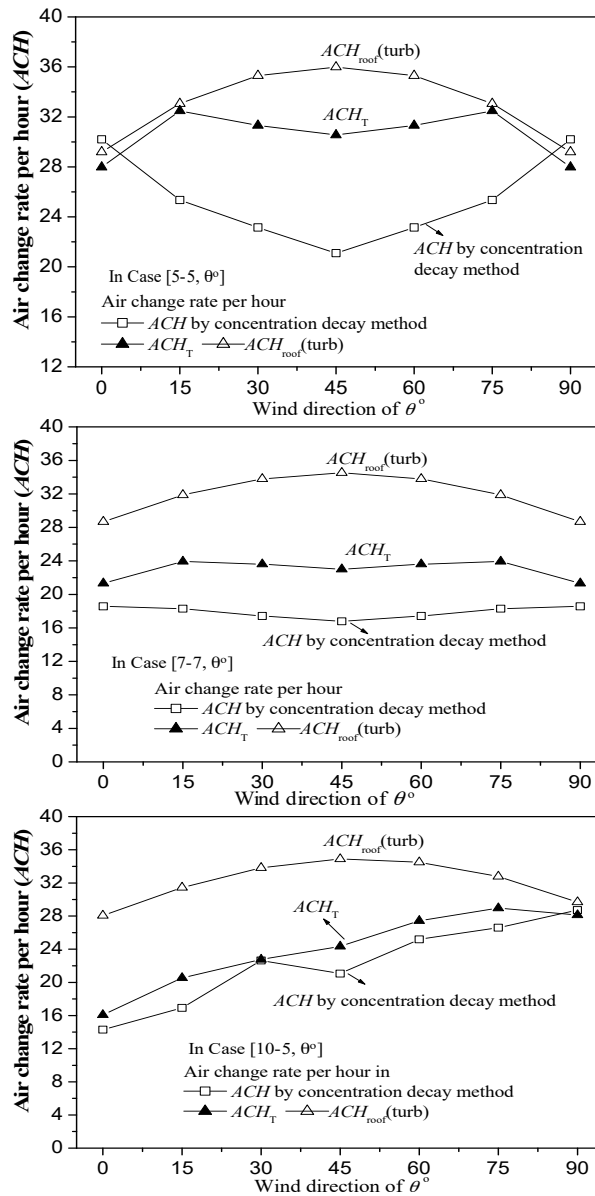 Air change rate per hour (ACH)
40
36
32
28
24
20
16
12
ACHroof(turb)
ACHT
ACH by concentration
decay method
In Case [5-5, θº]
Air change rate per hour
ACH by concentration decay method
ACHT ACHroof(turb)
0 15 30 45 60 75 90
Wind direction of θº
Air change rate per hour (ACH)
40
36
32
28
24
20
16
12
8
4
0
ACHroof(turb)
ACHT
ACH by concentration decay method
In Case [7-7, θº]
Air change rate per hour
ACH by concentration decay method
ACHT ACHroof(turb)
0 15 30 45 60 75 90
Wind direction of θº
Air change rate per hour (ACH)
40
36
32
28
24
20
16
12
8
4
0
ACHroof(turb)
ACHT
ACH by concentration decay method
In Case [10-5, θº]
Air change rate per hour in
ACH by concentration decay method
ACHT ACHroof(turb)
0 15 30 45 60 75 90
Wind direction of θº